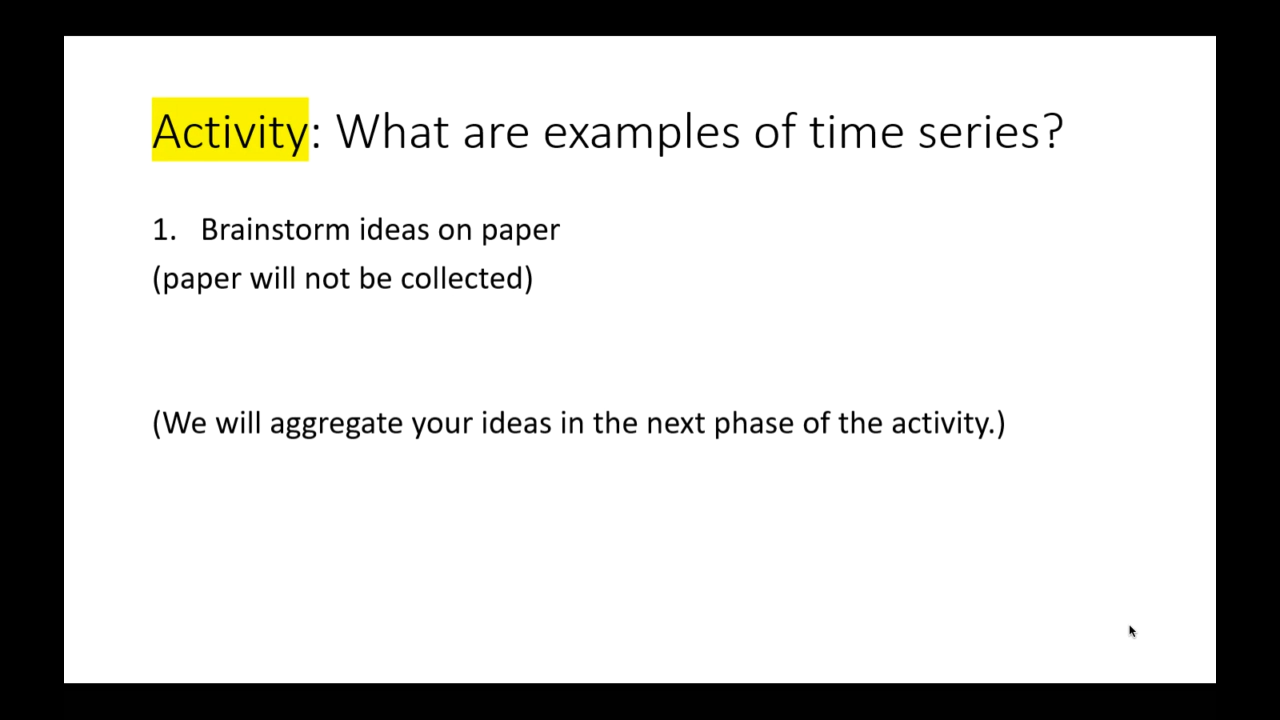 Activity: What are examples of time series?
1. Brainstorm ideas on paper
(paper will not be collected)
(We will aggregate your ideas in the next phase of the activity.)